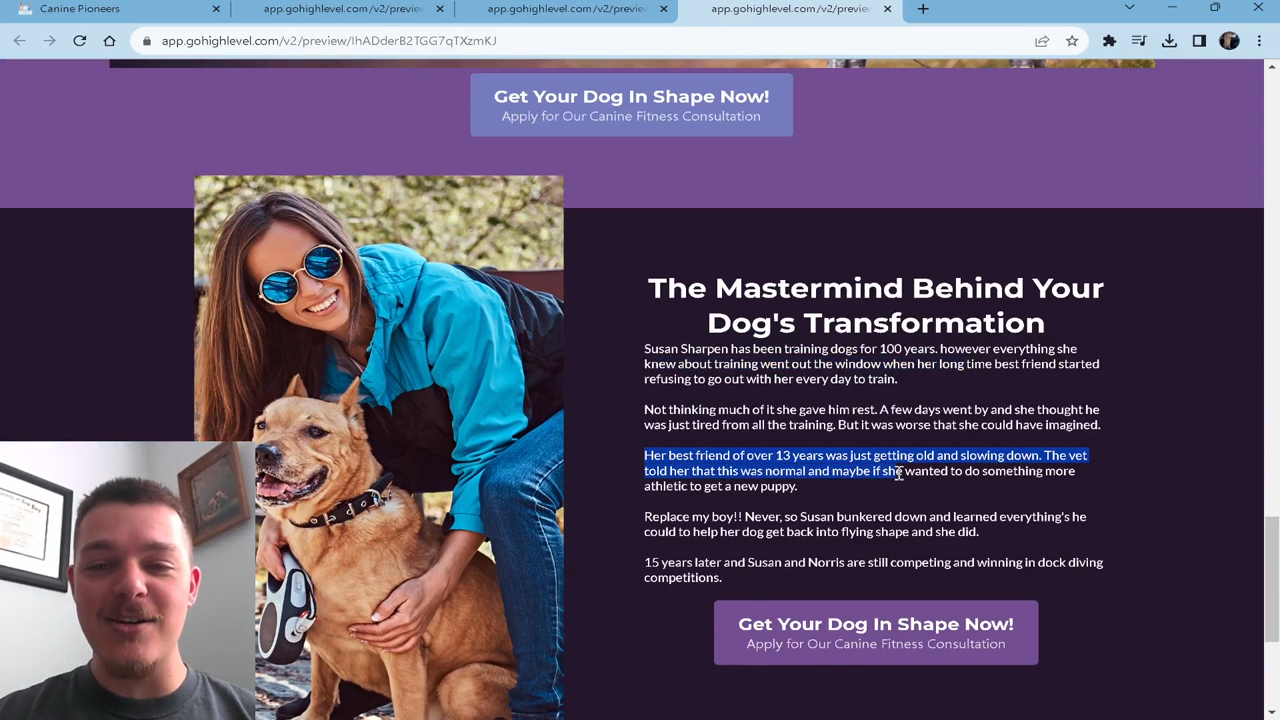 Canine Pioneers
app.gohighlevel.com/v2/previe
app.gohighlevel.com/v2/previe
app.gohighlevel.com/v2/previe
app.gohighlevel.com/v2/preview/lhADderB2TGG7qTXzmKJ
Get Your Dog In Shape Now!
Apply for Our Canine Fitness Consultation
The Mastermind Behind Your
Dog's Transformation
Susan Sharpen has been training dogs for 100 years. however everything she
knew about training went out the window when her long time best friend started
refusing to go out with her every day to train.
Not thinking much of it she gave him rest. A few days went by and she thought he
was just tired from all the training. But it was worse that she could have imagined.
Her best friend of over 13 years was just getting old and slowing down. The vet
told her that this was normal and maybe if she wanted to do something more
athletic to get a new puppy.
Replace my boy!! Never, so Susan bunkered down and learned everything's he
could to help her dog get back into flying shape and she did.
15 years later and Susan and Norris are still competing and winning in dock diving
competitions.
Get Your Dog In Shape Now!
Apply for Our Canine Fitness Consultation